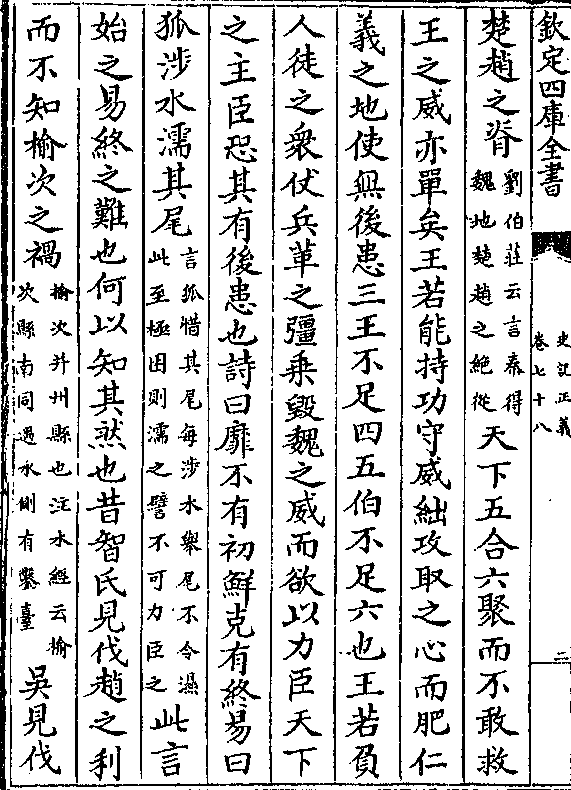 欽定四庫全書
史記正義
卷七十八
二
楚趙之脊劉伯莊云言秦得魏地楚趙之絶從天下五合六聚而不敢救
王之威亦單矣王若能持功守威絀攻取之心而肥仁
義之地使無後患三王不足四五伯不足六也王若負
人徒之衆仗兵革之彊乘毀魏之威而欲以力臣天下
之主臣恐其有後患也詩曰靡不有初鮮克有終易曰
狐涉水濡其尾言狐惜其尾每涉水舉尾不令濕此至極困則濡之譬不可力臣之此言
始之易終之難也何以知其然也昔智氏見伐趙之利
而不知榆次之禍榆次并州縣也注水經云榆次縣南同過水側有鑿臺吳見伐